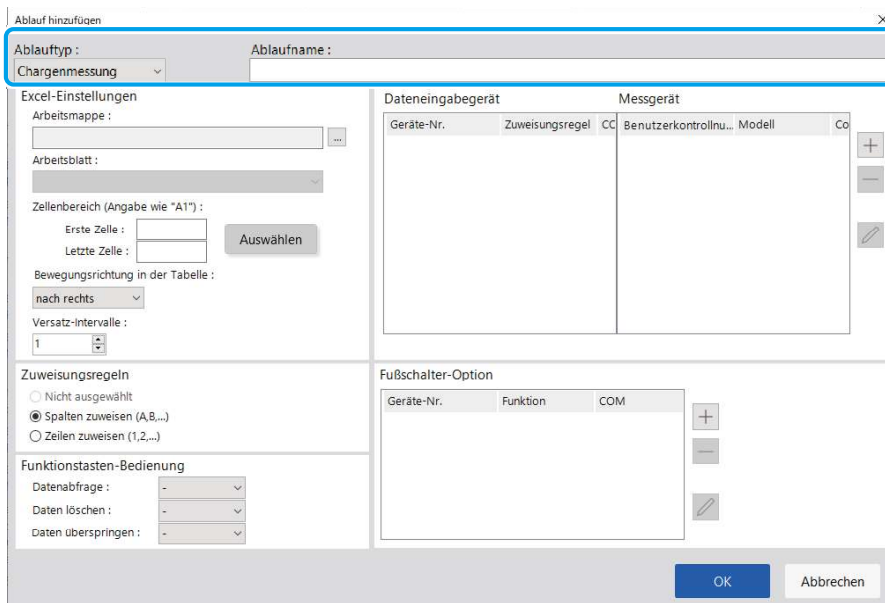 Ablauf hinzufügen
Ablauftyp :
Ablaufname :
Chargenmessung
Excel-Einstellungen
Arbeitsmappe :
...
Arbeitsblatt :
Zellenbereich (Angabe wie "A1") :
Erste Zelle :
Letzte Zelle :
Auswählen
Bewegungsrichtung in der Tabelle :
nach rechts
Versatz-Intervalle :
1
Dateneingabegerät
Messgerät
Geräte-Nr. Zuweisungsregel CC Benutzerkontrollnu... Modell Co
Zuweisungsregeln
Nicht ausgewählt
Spalten zuweisen (A,B,...)
Zeilen zuweisen (1,2,...)
Fußschalter-Option
Geräte-Nr. Funktion COM
Funktionstasten-Bedienung
Datenabfrage : -
Daten löschen : -
Daten überspringen : -
OK Abbrechen